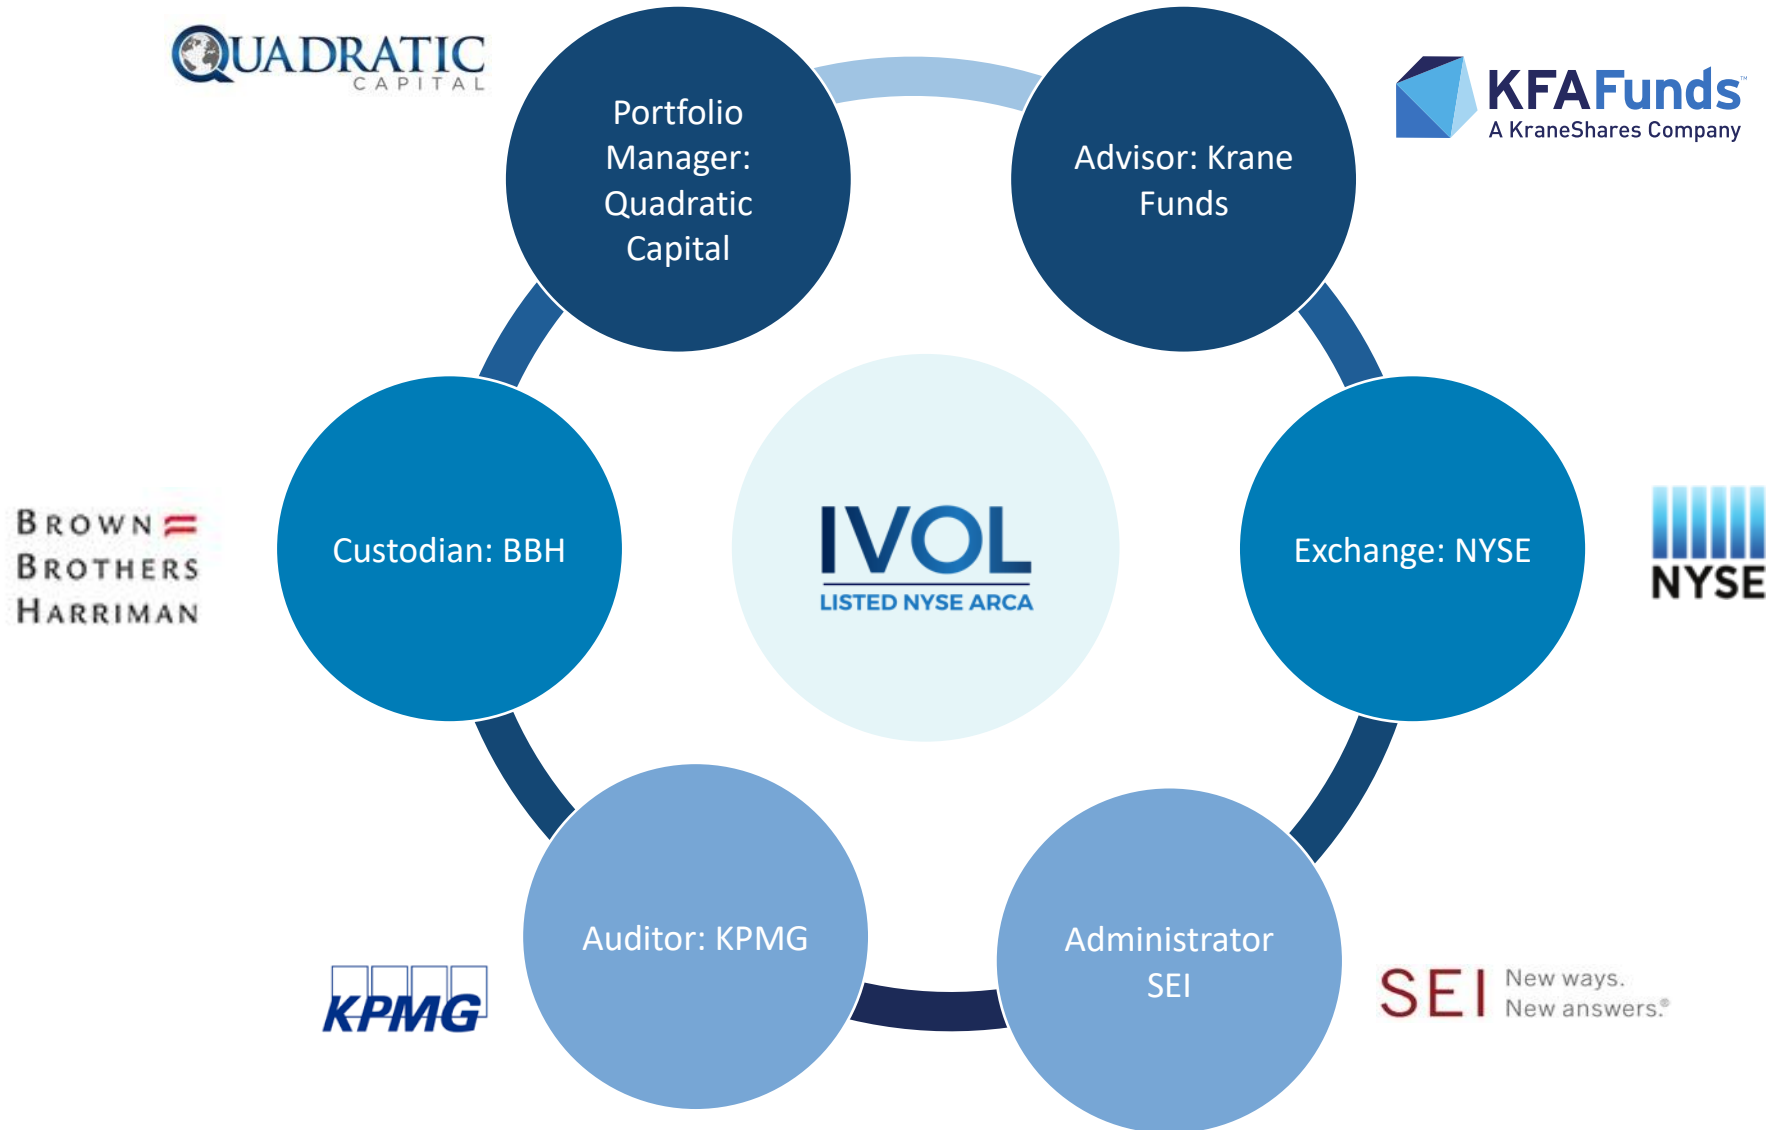 QUADRATIC
CAPITAL
Portfolio
Manager:
Quadratic
Capital
Advisor: Krane
Funds
KFAFunds™
A KraneShares Company
BROWN
BROTHERS
HARRIMAN
Custodian: BBH
IVOL
LISTED NYSE ARCA
Exchange: NYSE
NYSE
KPMG
Auditor: KPMG
Administrator
SEI
SEI
New ways.
New answers.®